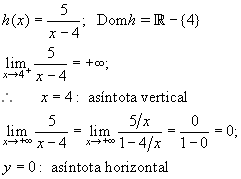 h(x) = 5/(x−4); Domh = ℝ − {4}
lim x→4⁺ 5/(x−4) = +∞;
∴ x = 4 : asíntota vertical
lim x→+∞ 5/(x−4) = lim x→+∞ (5/x)/(1−4/x) = 0/(1−0) = 0;
y = 0 : asíntota horizontal